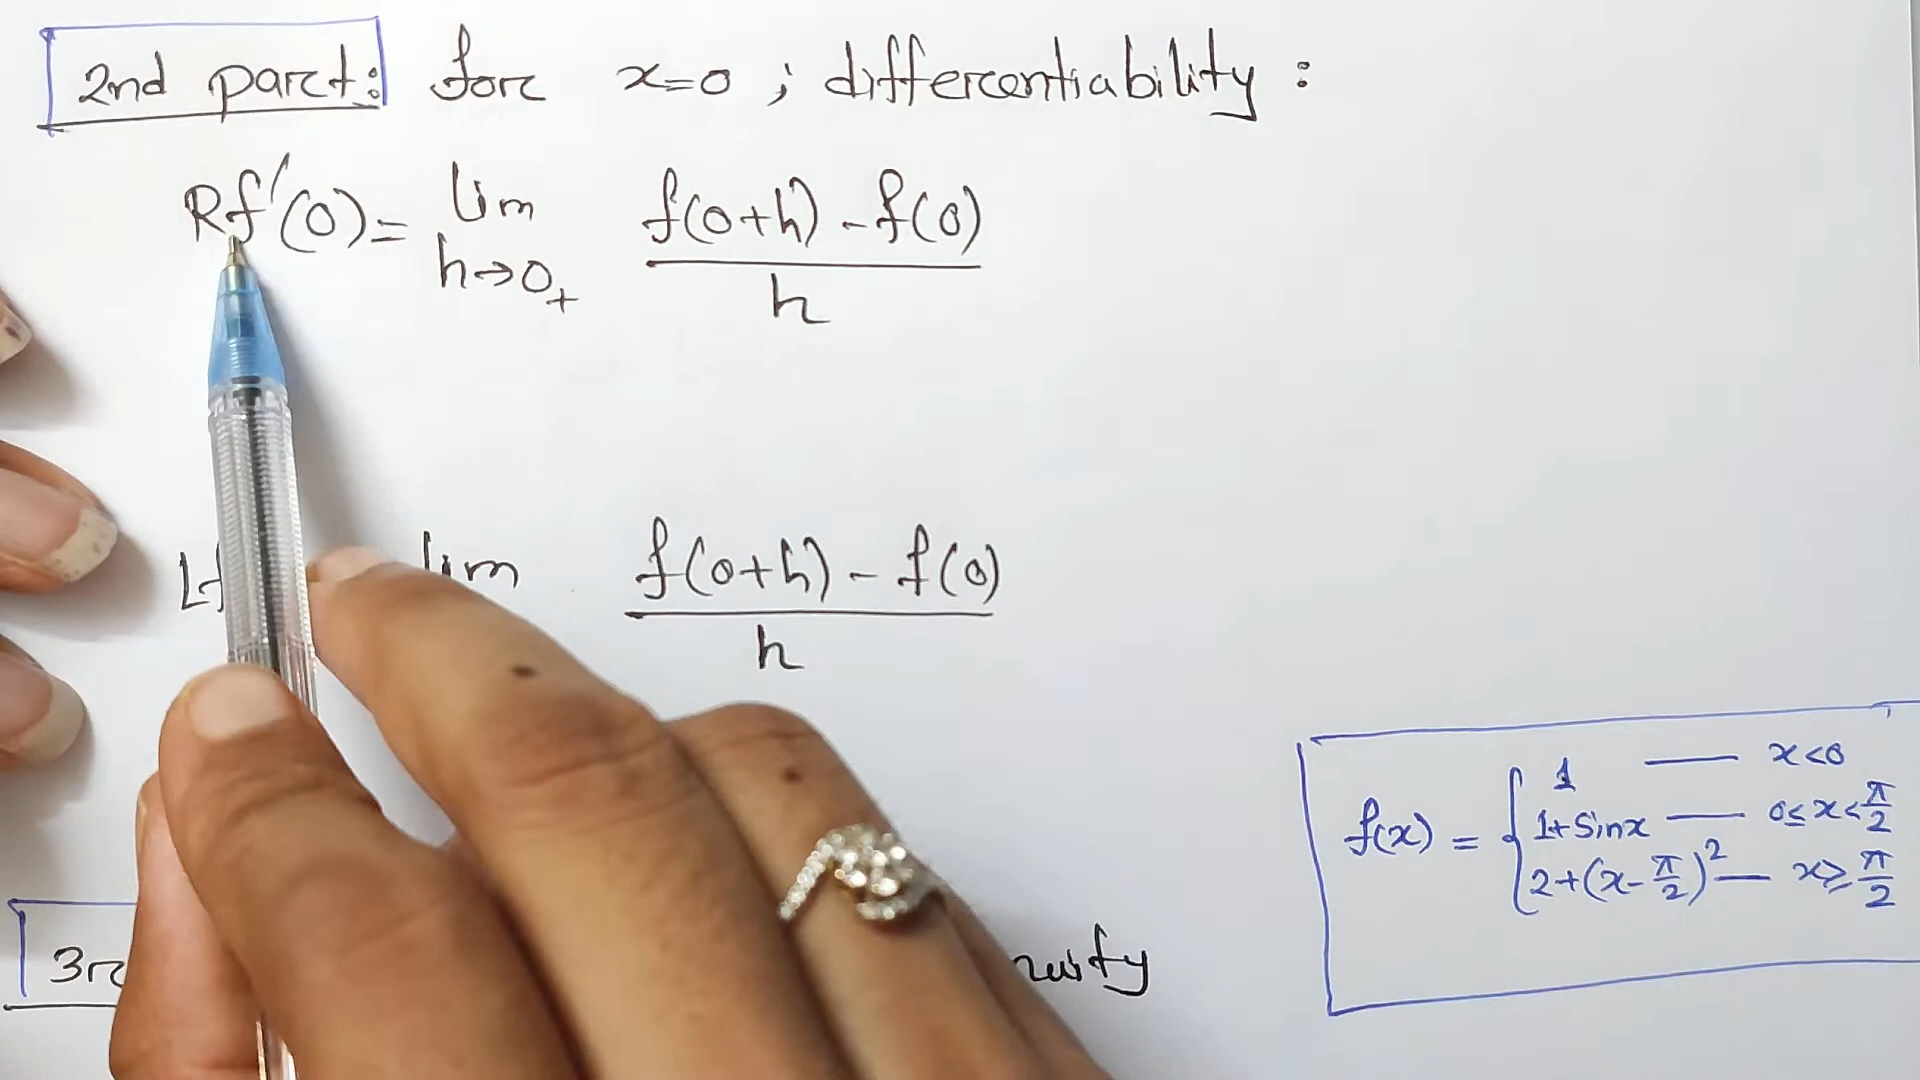 2nd part: for x=0 ; differentiability :
Rf'(0) = lim h→0+ f(0+h) - f(0) / h
lim f(0+h) - f(0) / h
f(x) = { 1 — x<0
1+sinx — 0≤x<π/2
2+(x-π/2)² — x≥π/2